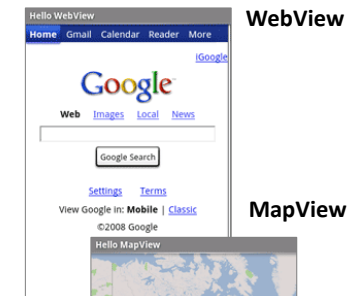 Hello WebView
WebView
Home Gmail Calendar Reader More
iGoogle
Google
Web Images Local News
Google Search
Settings Terms
View Google in: Mobile | Classic
©2008 Google
MapView
Hello MapView